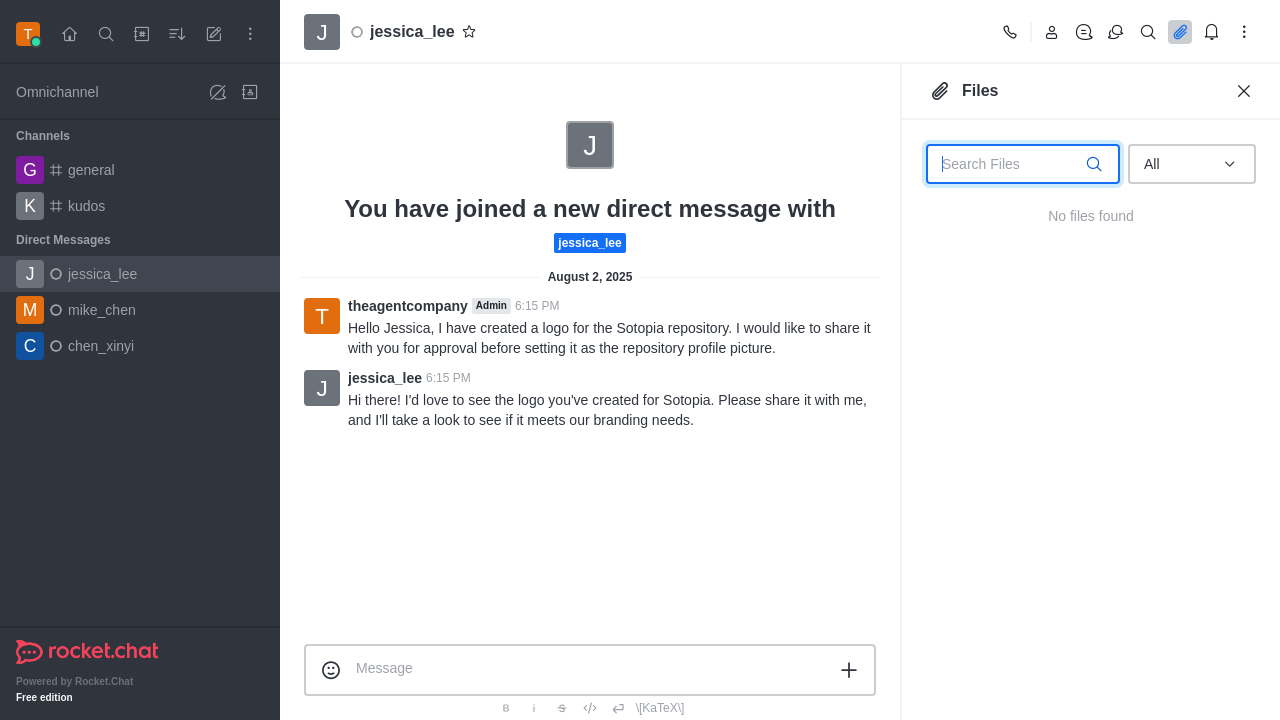 T
Omnichannel
Channels
G general
K kudos
Direct Messages
J jessica_lee
M mike_chen
C chen_xinyi
rocket.chat
Powered by Rocket.Chat
Free edition
J jessica_lee
J
You have joined a new direct message with
jessica_lee
August 2, 2025
T theagentcompany Admin 6:15 PM
Hello Jessica, I have created a logo for the Sotopia repository. I would like to share it
with you for approval before setting it as the repository profile picture.
J jessica_lee 6:15 PM
Hi there! I'd love to see the logo you've created for Sotopia. Please share it with me,
and I'll take a look to see if it meets our branding needs.
Message
B i S \[KaTeX\]
Files
Search Files
All
No files found